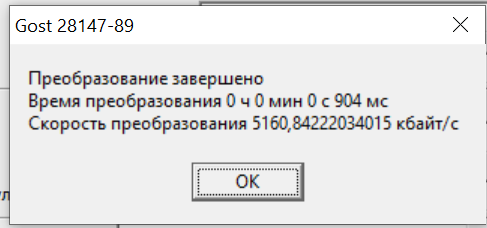 Gost 28147-89
Преобразование завершено
Время преобразования 0 ч 0 мин 0 с 904 мс
Скорость преобразования 5160,84222034015 кбайт/с
OK